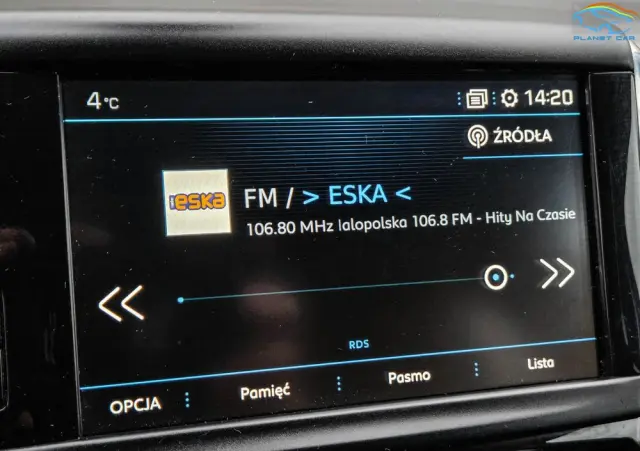 PLANET CAR
4°C
14:20
ŹRÓDŁA
eska
FM / > ESKA <
106.80 MHz lalopolska 106.8 FM - Hity Na Czasie
RDS
OPCJA
Pamięć
Pasmo
Lista